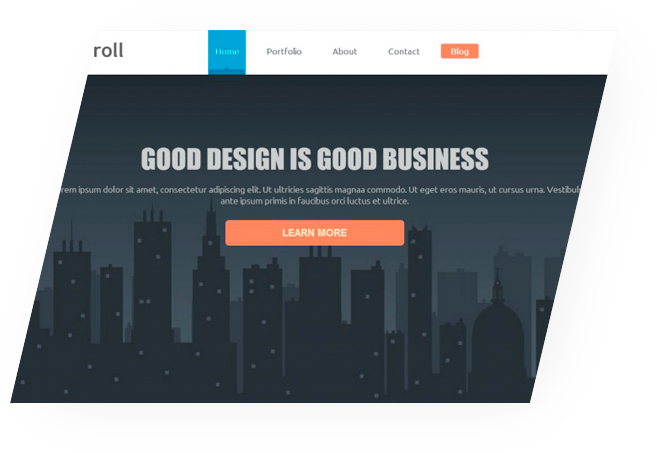 roll
Home Portfolio About Contact Blog
GOOD DESIGN IS GOOD BUSINESS
ipsum dolor sit amet, consectetur adipiscing elit. Ut ultricies sagittis magnaa commodo. Ut eget eros mauris, ut cursus urna.
ante ipsum primis in faucibus orci luctus et ultrice.
LEARN MORE